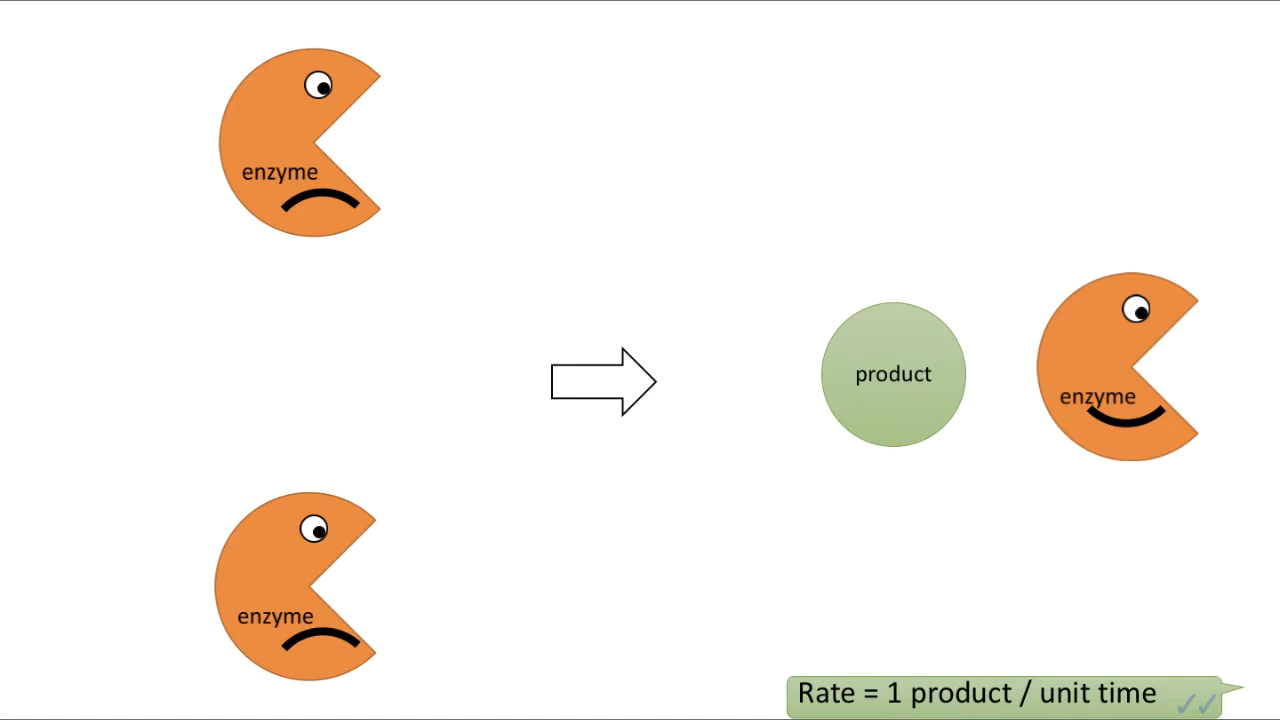 enzyme
product
enzyme
enzyme
Rate = 1 product / unit time